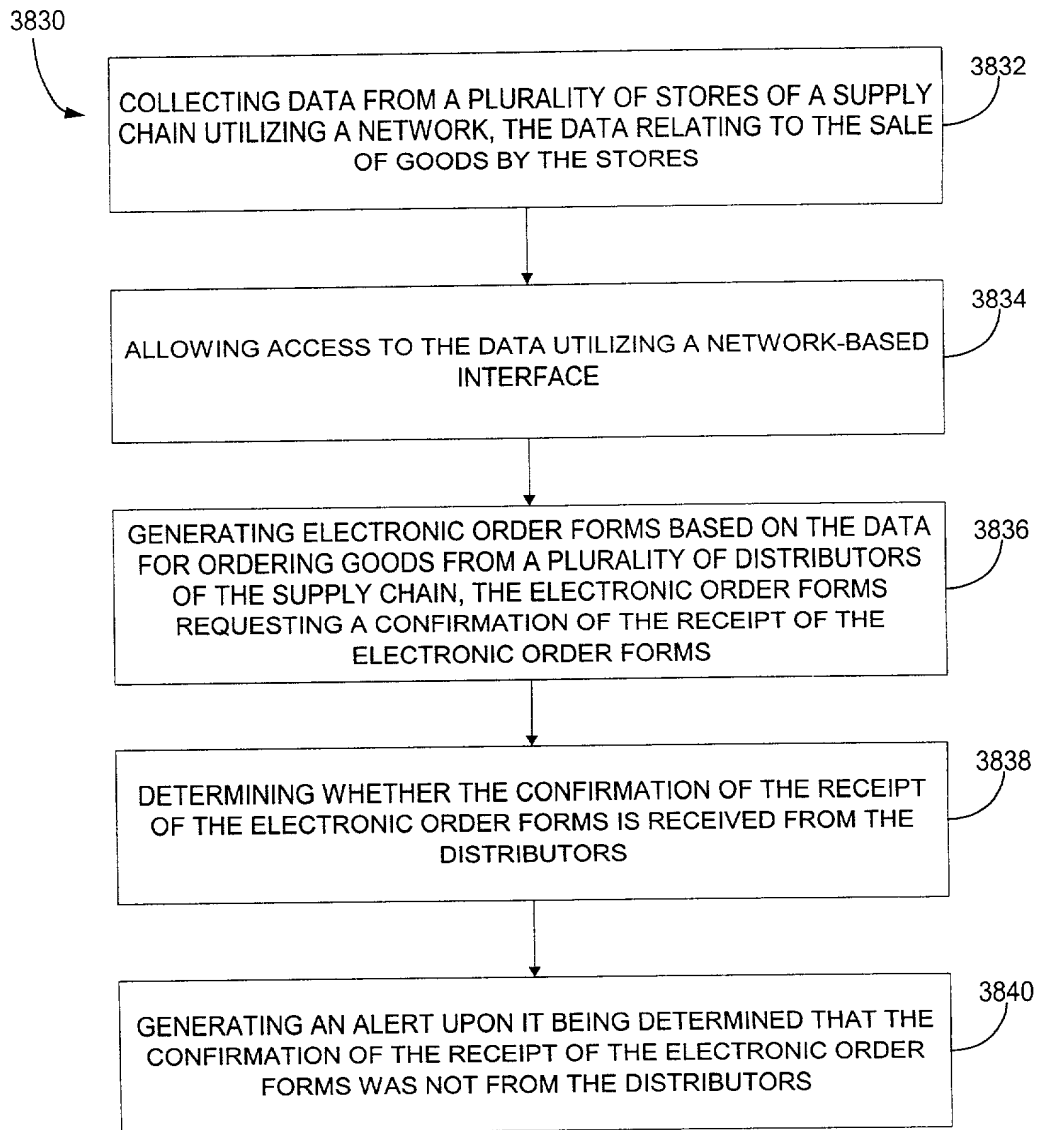 3830
3832
COLLECTING DATA FROM A PLURALITY OF STORES OF A SUPPLY
CHAIN UTILIZING A NETWORK, THE DATA RELATING TO THE SALE
OF GOODS BY THE STORES
3834
ALLOWING ACCESS TO THE DATA UTILIZING A NETWORK-BASED
INTERFACE
3836
GENERATING ELECTRONIC ORDER FORMS BASED ON THE DATA
FOR ORDERING GOODS FROM A PLURALITY OF DISTRIBUTORS
OF THE SUPPLY CHAIN, THE ELECTRONIC ORDER FORMS
REQUESTING A CONFIRMATION OF THE RECEIPT OF THE
ELECTRONIC ORDER FORMS
3838
DETERMINING WHETHER THE CONFIRMATION OF THE RECEIPT
OF THE ELECTRONIC ORDER FORMS IS RECEIVED FROM THE
DISTRIBUTORS
3840
GENERATING AN ALERT UPON IT BEING DETERMINED THAT THE
CONFIRMATION OF THE RECEIPT OF THE ELECTRONIC ORDER
FORMS WAS NOT FROM THE DISTRIBUTORS